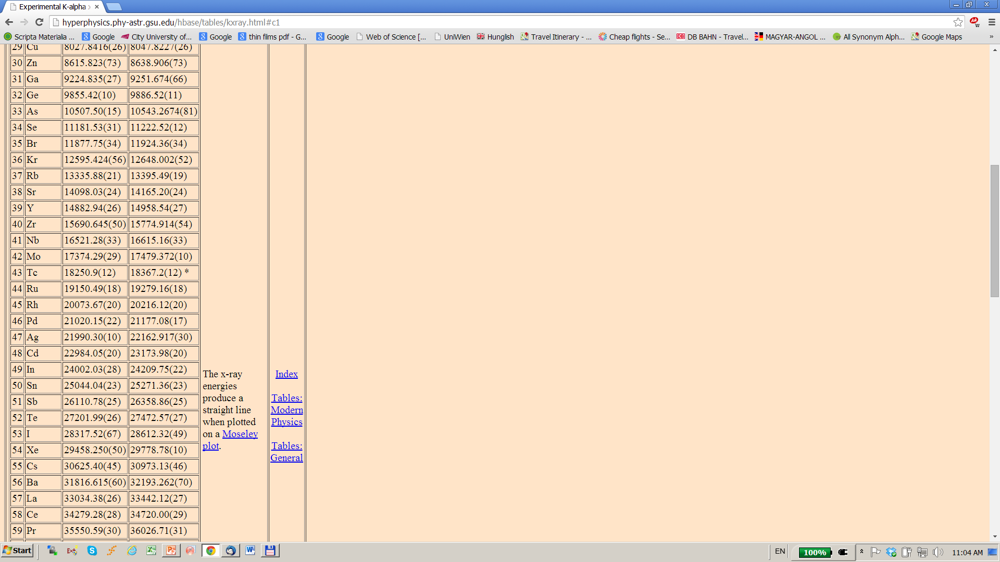 Experimental K-alpha x
hyperphysics.phy-astr.gsu.edu/hbase/tables/kxray.html#c1
Ask
Scripta Materialia ... Google City University of... Google thin films pdf - G... Google Web of Science [... UniWien Hunglish Travel Itinerary - ... Cheap flights - Se... DB BAHN - Travel... MAGYAR-ANGOL ... All Synonym Alph... Google Maps »
29 Cu 8027.8416(26) 8047.8227(26)
30 Zn 8615.823(73) 8638.906(73)
31 Ga 9224.835(27) 9251.674(66)
32 Ge 9855.42(10) 9886.52(11)
33 As 10507.50(15) 10543.2674(81)
34 Se 11181.53(31) 11222.52(12)
35 Br 11877.75(34) 11924.36(34)
36 Kr 12595.424(56) 12648.002(52)
37 Rb 13335.88(21) 13395.49(19)
38 Sr 14098.03(24) 14165.20(24)
39 Y 14882.94(26) 14958.54(27)
40 Zr 15690.645(50) 15774.914(54)
41 Nb 16521.28(33) 16615.16(33)
42 Mo 17374.29(29) 17479.372(10)
43 Tc 18250.9(12) 18367.2(12) *
44 Ru 19150.49(18) 19279.16(18)
45 Rh 20073.67(20) 20216.12(20)
46 Pd 21020.15(22) 21177.08(17)
47 Ag 21990.30(10) 22162.917(30)
48 Cd 22984.05(20) 23173.98(20)
49 In 24002.03(28) 24209.75(22)
50 Sn 25044.04(23) 25271.36(23)
51 Sb 26110.78(25) 26358.86(25)
52 Te 27201.99(26) 27472.57(27)
53 I 28317.52(67) 28612.32(49)
54 Xe 29458.250(50) 29778.78(10)
55 Cs 30625.40(45) 30973.13(46)
56 Ba 31816.615(60) 32193.262(70)
57 La 33034.38(26) 33442.12(27)
58 Ce 34279.28(28) 34720.00(29)
59 Pr 35550.59(30) 36026.71(31)
The x-ray
energies
produce a
straight line
when plotted
on a Moseley
plot.
Index
Tables:
Modern
Physics
Tables:
General
Start
EN
100%
11:04 AM